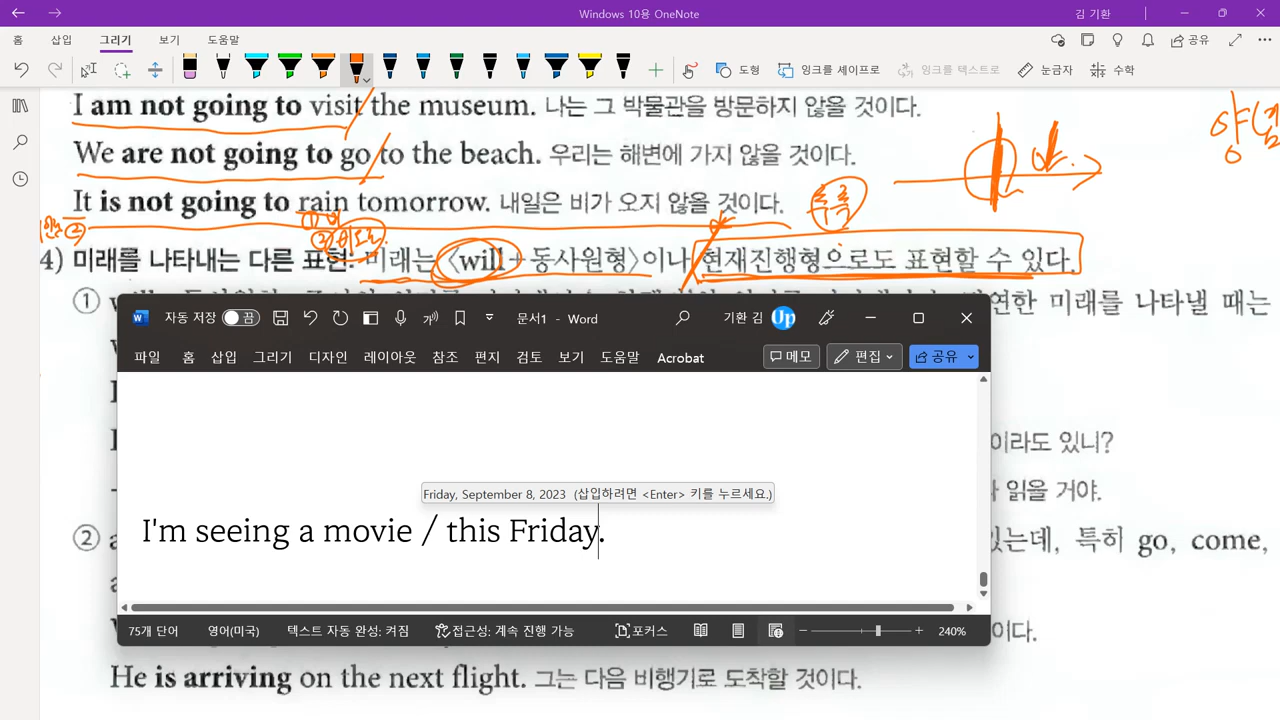 Windows 10용 OneNote
김 기환
홈 삽입 그리기 보기 도움말
공유
도형 잉크를 셰이프로 잉크를 텍스트로 눈금자 수학
I am not going to visit the museum. 나는 그 박물관을 방문하지 않을 것이다.
We are not going to go to the beach. 우리는 해변에 가지 않을 것이다.
It is not going to rain tomorrow. 내일은 비가 오지 않을 것이다.
4) 미래를 나타내는 다른 표현: 미래는 〈will + 동사원형〉이나 현재진행형으로도 표현할 수 있다.
①
연한 미래를 나타낼 때는
자동 저장 끔
문서1 - Word
기환 김
파일 홈 삽입 그리기 디자인 레이아웃 참조 편지 검토 보기 도움말 Acrobat
메모 편집 공유
이라도 있니?
Friday, September 8, 2023 (삽입하려면 <Enter> 키를 누르세요.)
읽을 거야.
I'm seeing a movie / this Friday.
②
있는데, 특히 go, come,
75개 단어 영어(미국) 텍스트 자동 완성: 켜짐 접근성: 계속 진행 가능 포커스 240%
이다.
He is arriving on the next flight. 그는 다음 비행기로 도착할 것이다.